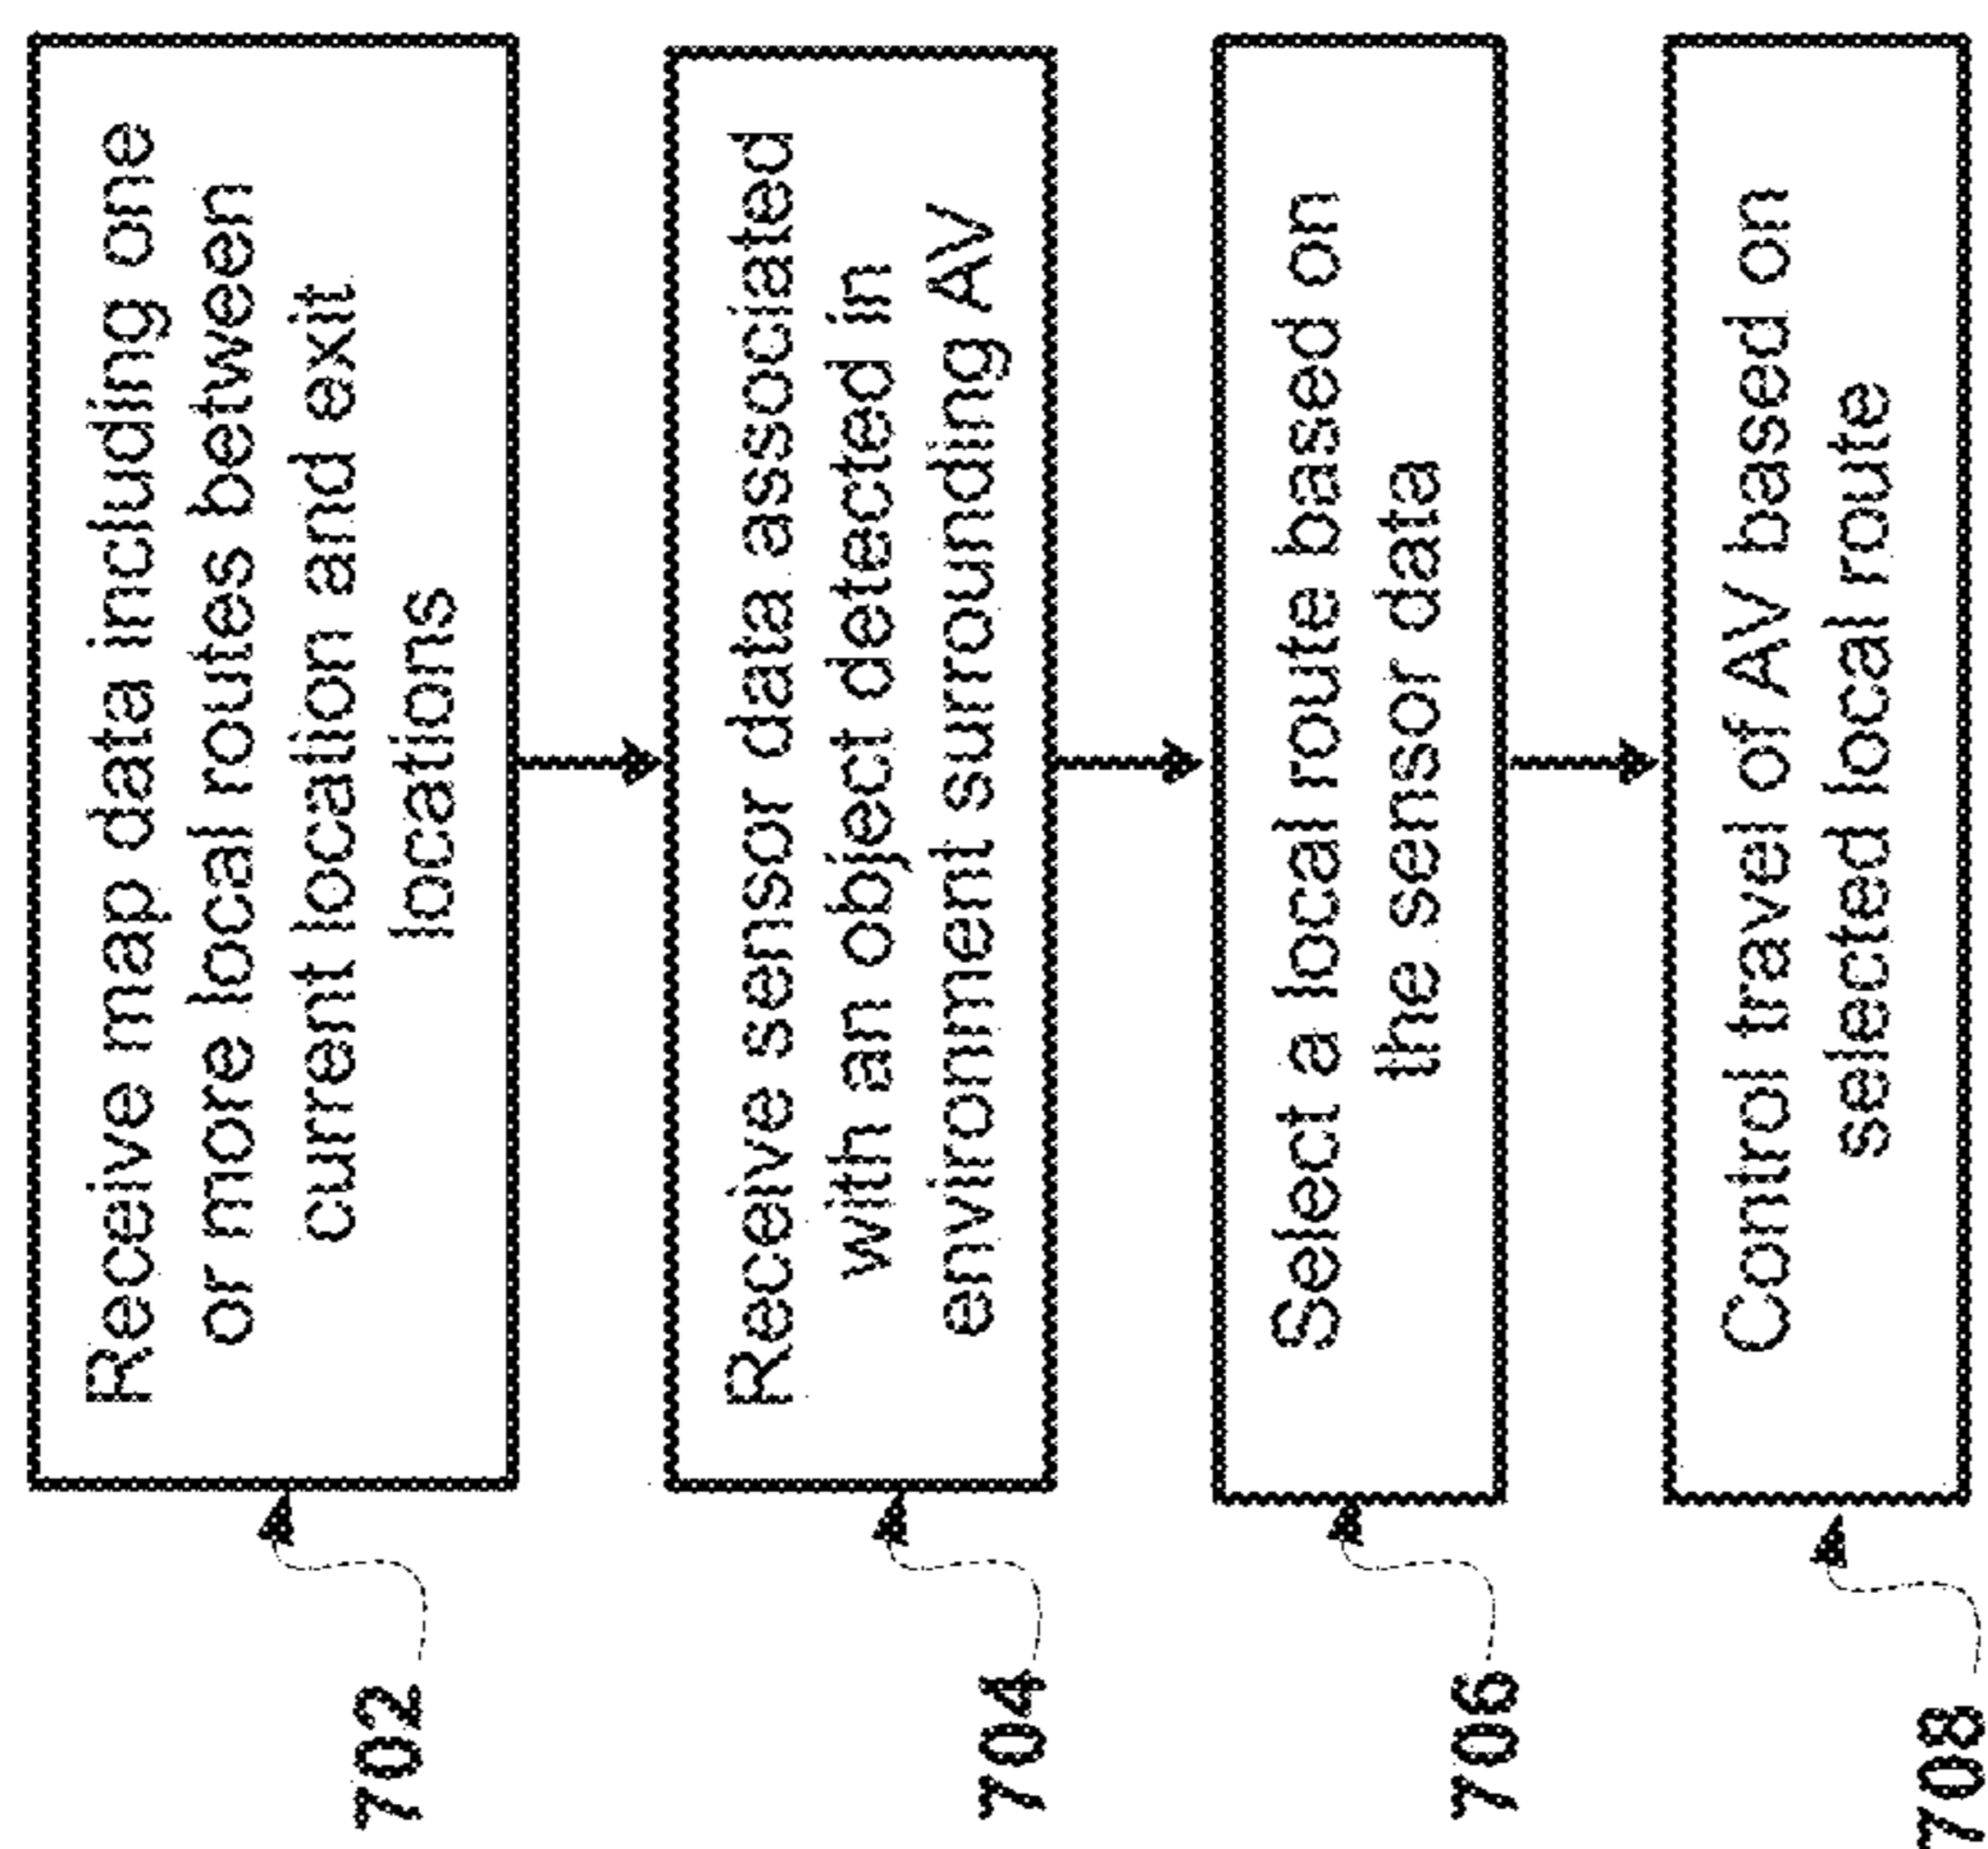 702
Receive map data including one
or more local routes between
current location and exit
locations
704
Receive sensor data associated
with an object detected in
environment surrounding AV
706
Select a local route based on
the sensor data
708
Control travel of AV based on
selected local route